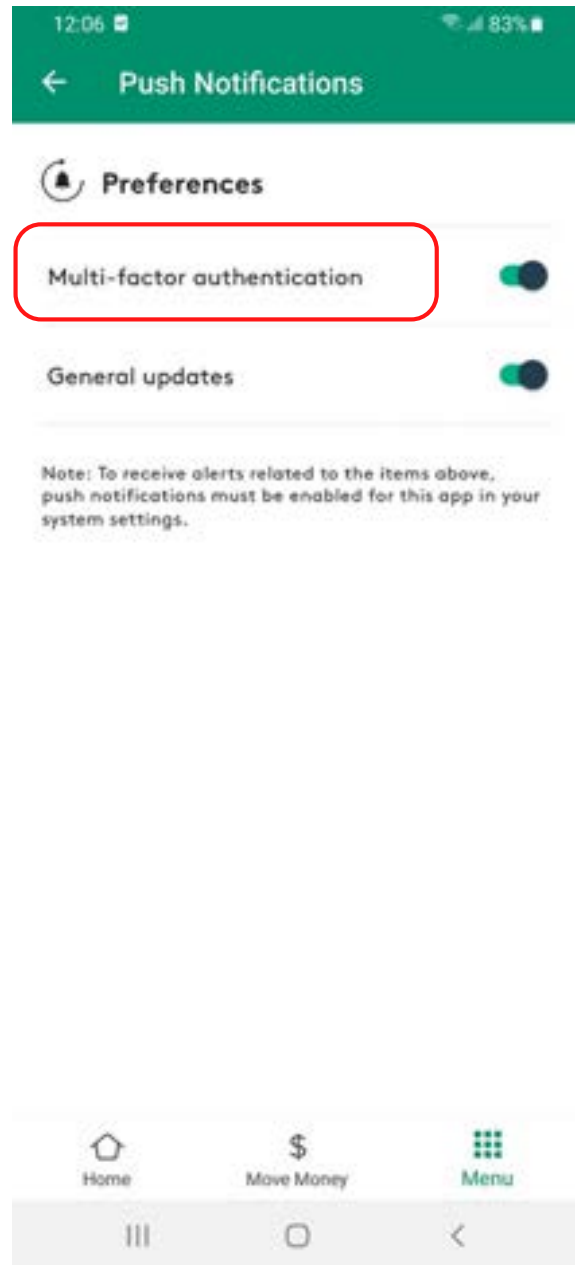 12:06 83%
Push Notifications
Preferences
Multi-factor authentication
General updates
Note: To receive alerts related to the items above,
push notifications must be enabled for this app in your
system settings.
$
Home Move Money Menu